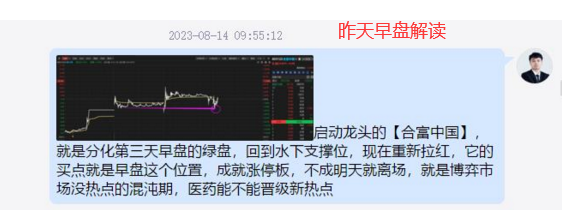 2023-08-14 09:55:12
昨天早盘解读
启动龙头的【合富中国】，
就是分化第三天早盘的绿盘，回到水下支撑位，现在重新拉红，它的
买点就是早盘这个位置，成就涨停板，不成明天就离场，就是博弈市
场没热点的混沌期，医药能不能晋级新热点